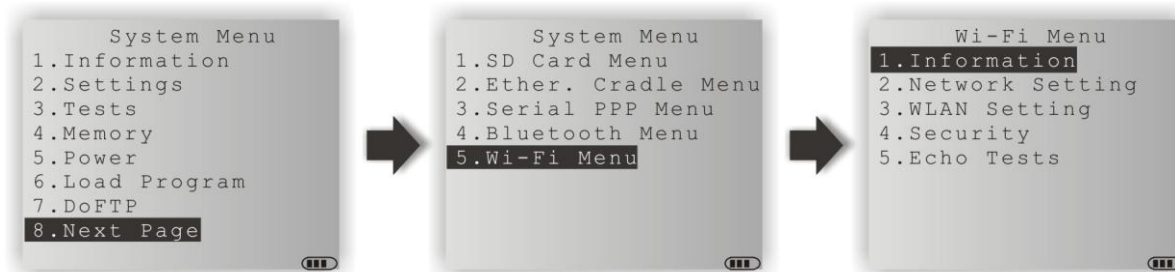 System Menu
1.Information
2.Settings
3.Tests
4.Memory
5.Power
6.Load Program
7.DoFTP
8.Next Page
System Menu
1.SD Card Menu
2.Ether. Cradle Menu
3.Serial PPP Menu
4.Bluetooth Menu
5.Wi-Fi Menu
Wi-Fi Menu
1.Information
2.Network Setting
3.WLAN Setting
4.Security
5.Echo Tests